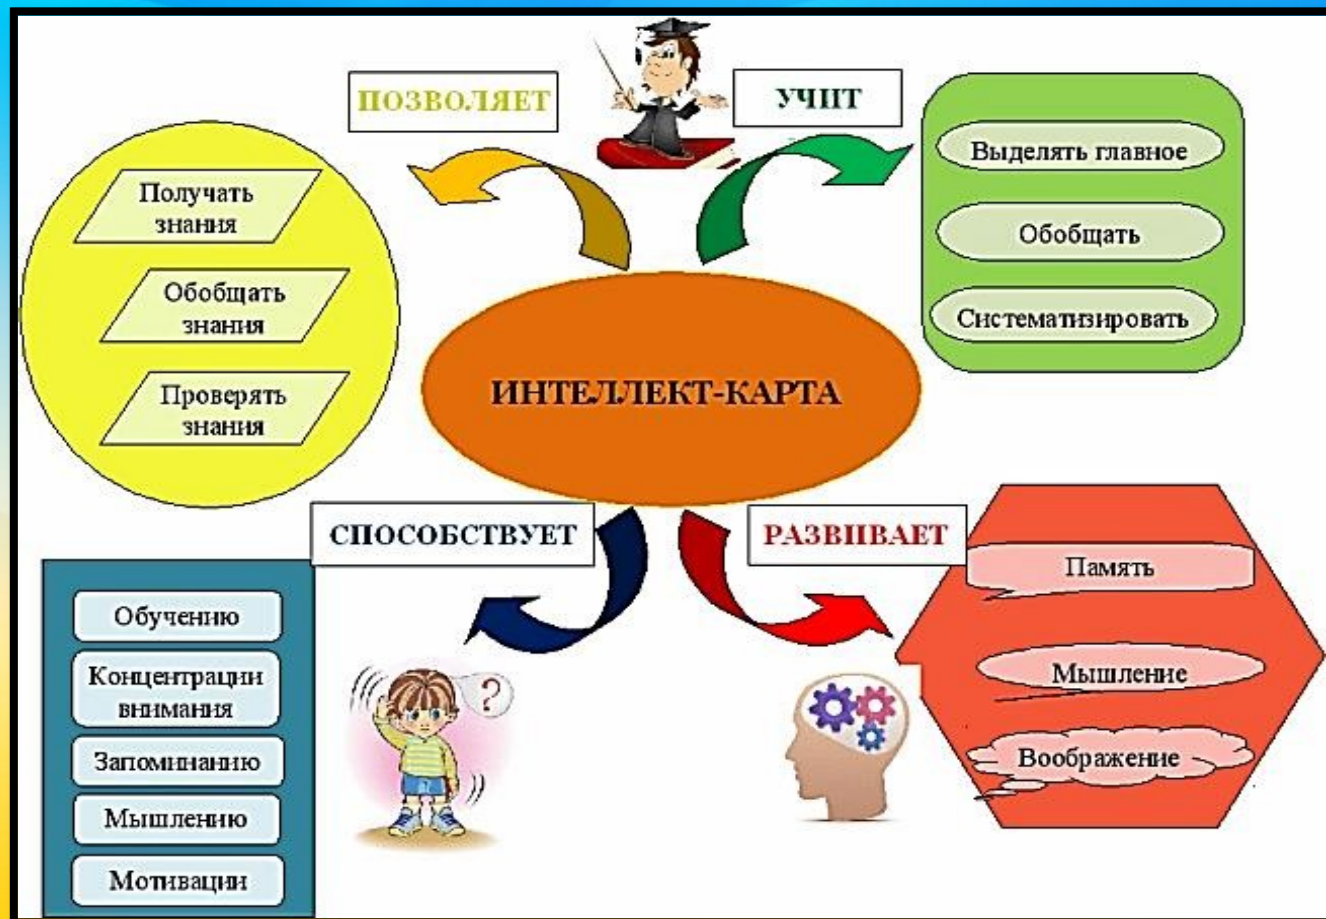 ПОЗВОЛЯЕТ
Получать
знания
Обобщать
знания
Проверять
знания
УЧИТ
Выделять главное
Обобщать
Систематизировать
ИНТЕЛЛЕКТ-КАРТА
СПОСОБСТВУЕТ
Обучению
Концентрации
внимания
Запоминанию
Мышлению
Мотивации
?
РАЗВИВАЕТ
Память
Мышление
Воображение